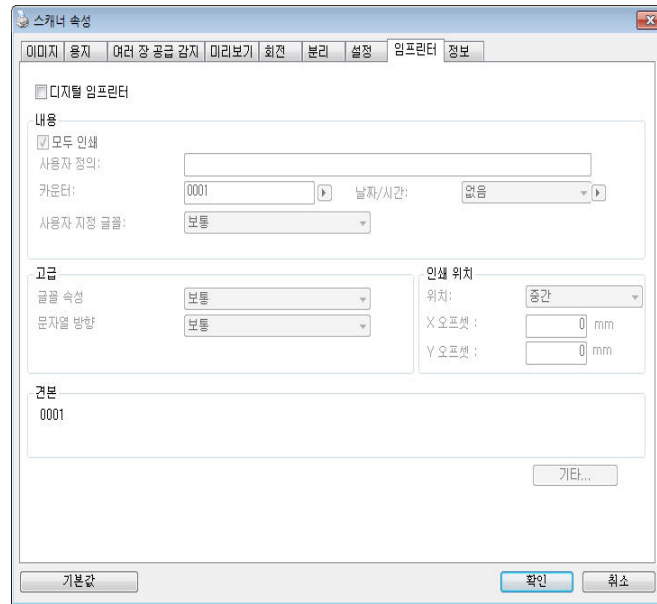 스캐너 속성
이미지 용지 여러 장 공급 감지 미리보기 회전 분리 설정 임프린터 정보
디지털 임프린터
내용
모두 인쇄
사용자 정의:
카운터: 0001 날짜/시간: 없음
사용자 지정 글꼴: 보통
고급 인쇄 위치
글꼴 속성 보통 위치: 중간
문자열 방향 보통 X 오프셋 : 0 mm
Y 오프셋 : 0 mm
견본
0001
기타...
기본값 확인 취소